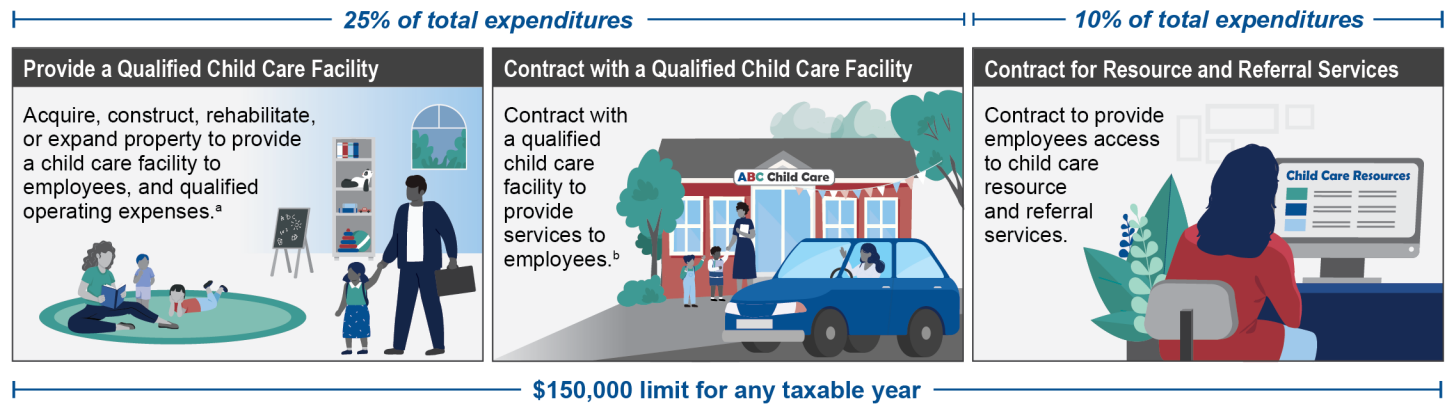 25% of total expenditures
10% of total expenditures
Provide a Qualified Child Care Facility
Acquire, construct, rehabilitate,
or expand property to provide
a child care facility to
employees, and qualified
operating expenses.ᵃ
ABC
Contract with a Qualified Child Care Facility
Contract with
a qualified
child care
facility to
provide
services to
employees.ᵇ
ABC Child Care
Contract for Resource and Referral Services
Contract to provide
employees access
to child care
resource
and referral
services.
Child Care Resources
$150,000 limit for any taxable year